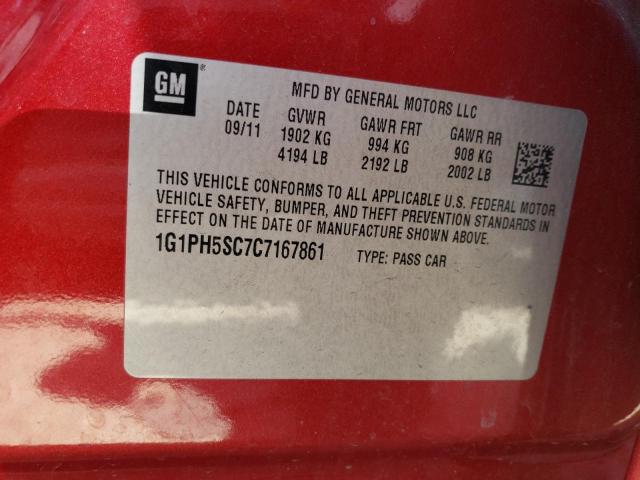 GM®
MFD BY GENERAL MOTORS LLC
DATE GVWR GAWR FRT GAWR RR
09/11 1902 KG 994 KG 908 KG
4194 LB 2192 LB 2002 LB
THIS VEHICLE CONFORMS TO ALL APPLICABLE U.S. FEDERAL MOTOR
VEHICLE SAFETY, BUMPER, AND THEFT PREVENTION STANDARDS IN
EFFECT ON THE DATE OF MANUFACTURE SHOWN ABOVE.
1G1PH5SC7C7167861 TYPE: PASS CAR